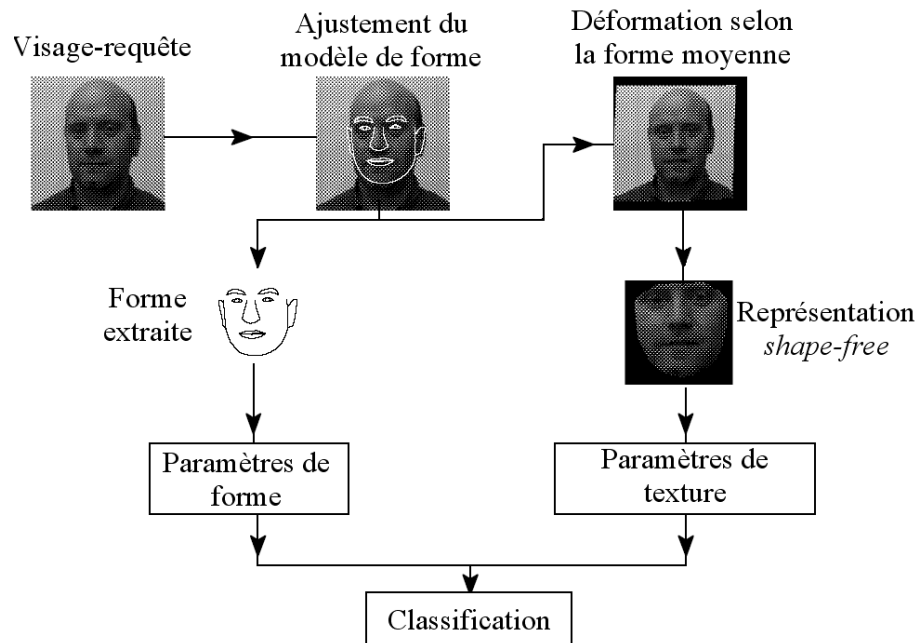 Visage-requête
Ajustement du
modèle de forme
Déformation selon
la forme moyenne
Forme
extraite
Représentation
shape-free
Paramètres de
forme
Paramètres de
texture
Classification